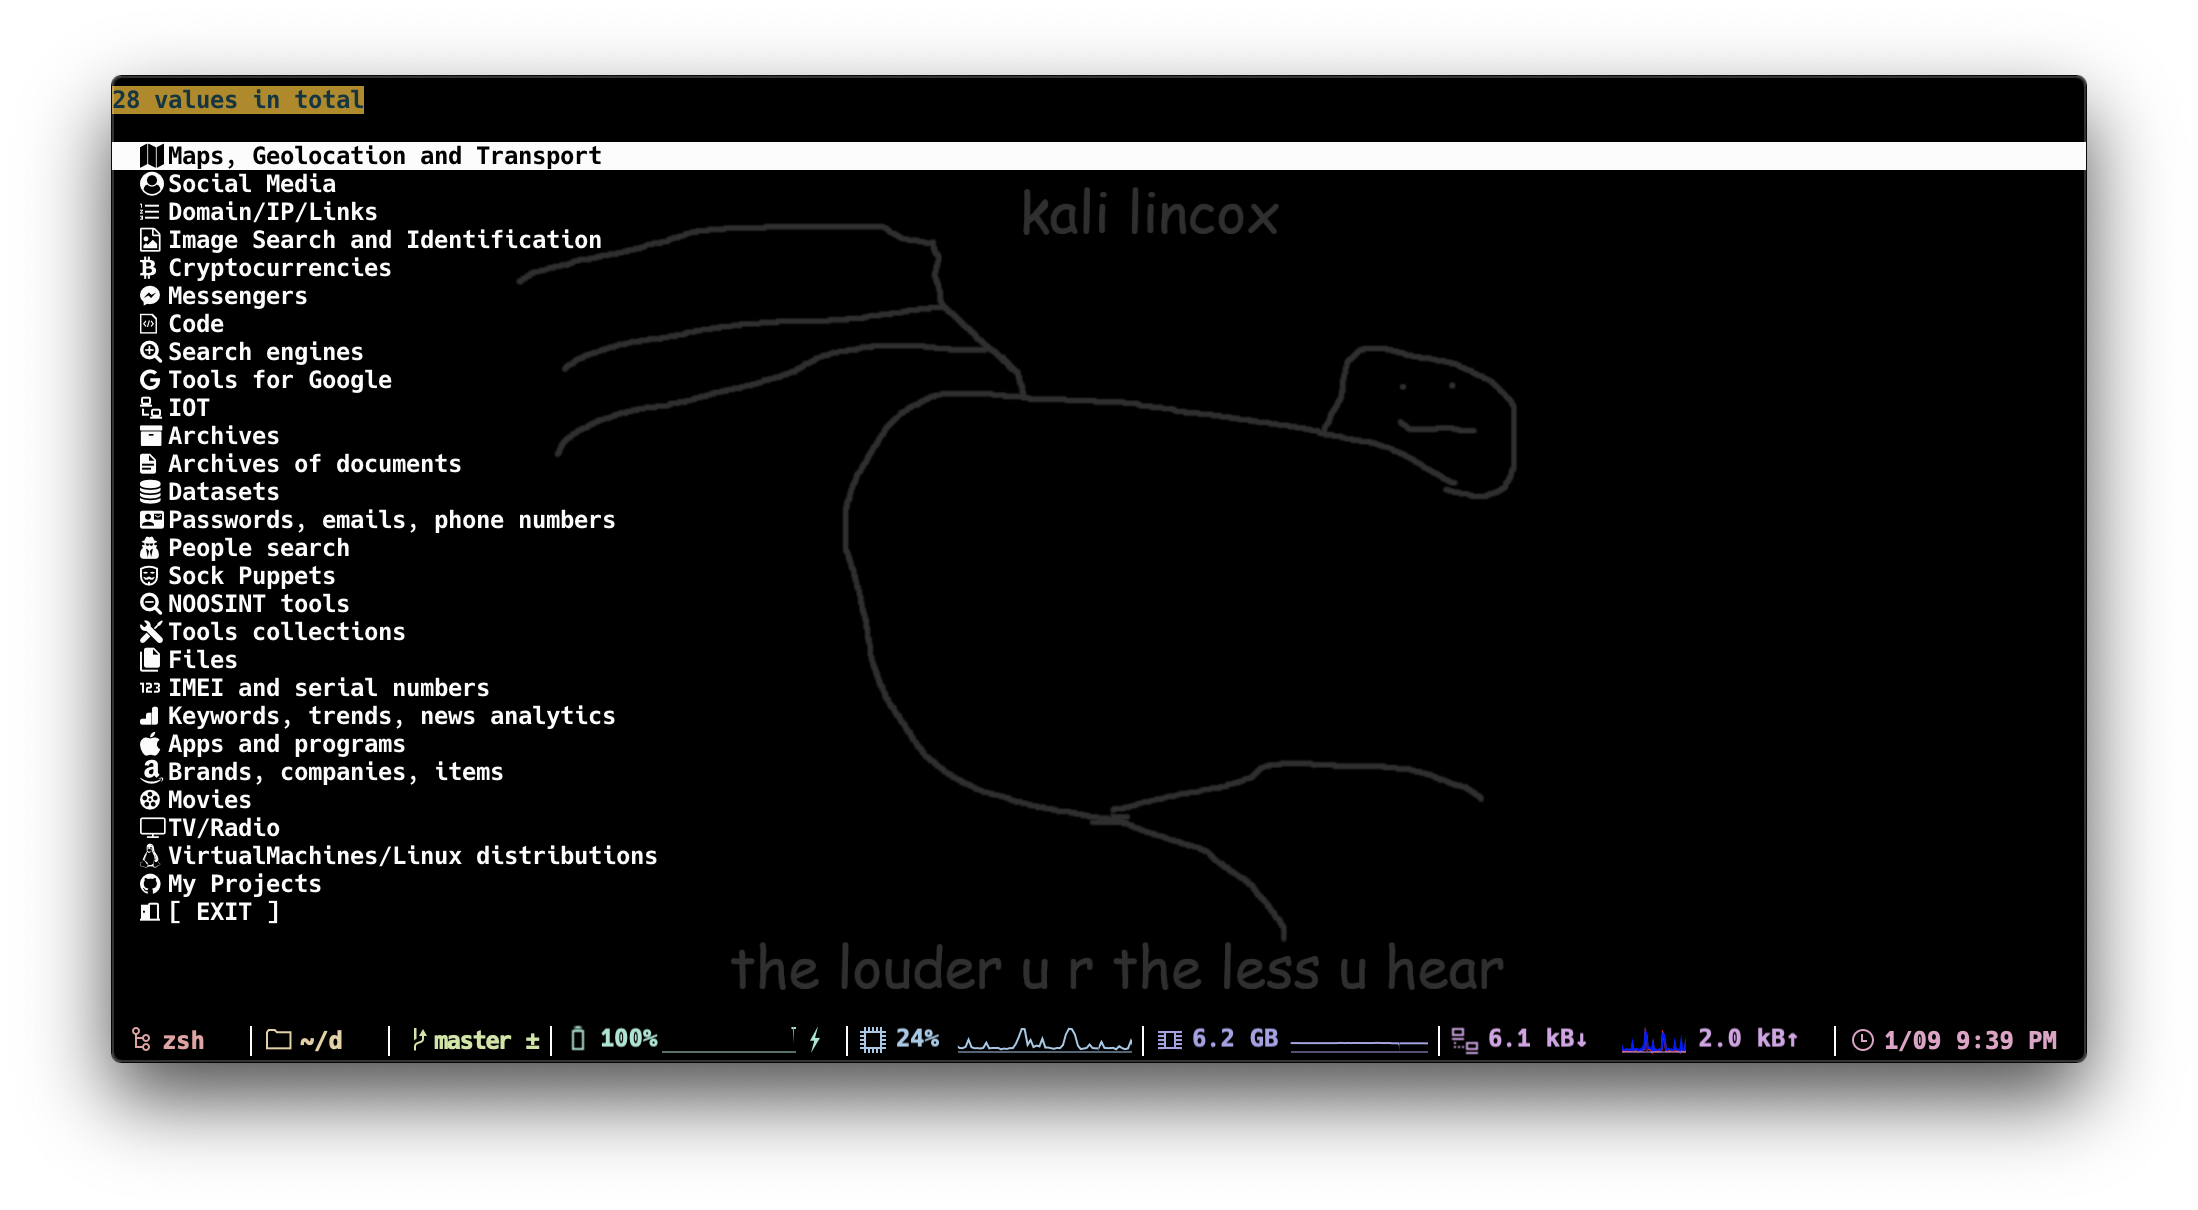 28 values in total
Maps, Geolocation and Transport
Social Media
kali lincox
Domain/IP/Links
Image Search and Identification
Cryptocurrencies
Messengers
Code
Search engines
Tools for Google
IOT
Archives
Archives of documents
Datasets
Passwords, emails, phone numbers
People search
Sock Puppets
NOOSINT tools
Tools collections
Files
123 IMEI and serial numbers
Keywords, trends, news analytics
Apps and programs
Brands, companies, items
Movies
TV/Radio
VirtualMachines/Linux distributions
My Projects
[ EXIT ]
the louder u r the less u hear
zsh | ~/d | master ± | 100% | 24% | 6.2 GB | 6.1 kB↓ 2.0 kB↑ | 1/09 9:39 PM